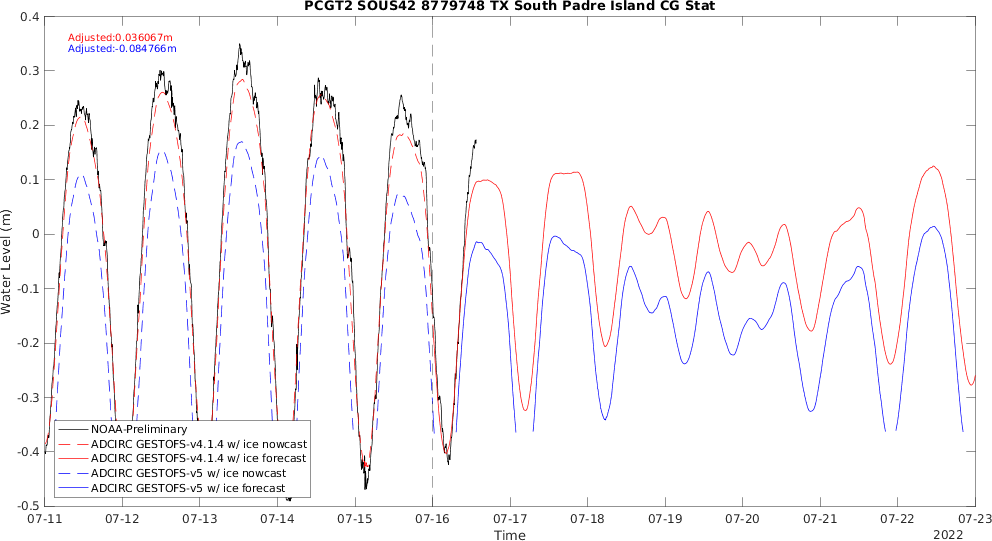 PCGT2 SOUS42 8779748 TX South Padre Island CG Stat
Adjusted:0.036067m
Adjusted:-0.084766m
0.4
0.3
0.2
0.1
0
-0.1
-0.2
-0.3
-0.4
-0.5
Water Level (m)
NOAA-Preliminary
ADCIRC GESTOFS-v4.1.4 w/ ice nowcast
ADCIRC GESTOFS-v4.1.4 w/ ice forecast
ADCIRC GESTOFS-v5 w/ ice nowcast
ADCIRC GESTOFS-v5 w/ ice forecast
07-11 07-12 07-13 07-14 07-15 07-16 07-17 07-18 07-19 07-20 07-21 07-22 07-23
Time
2022